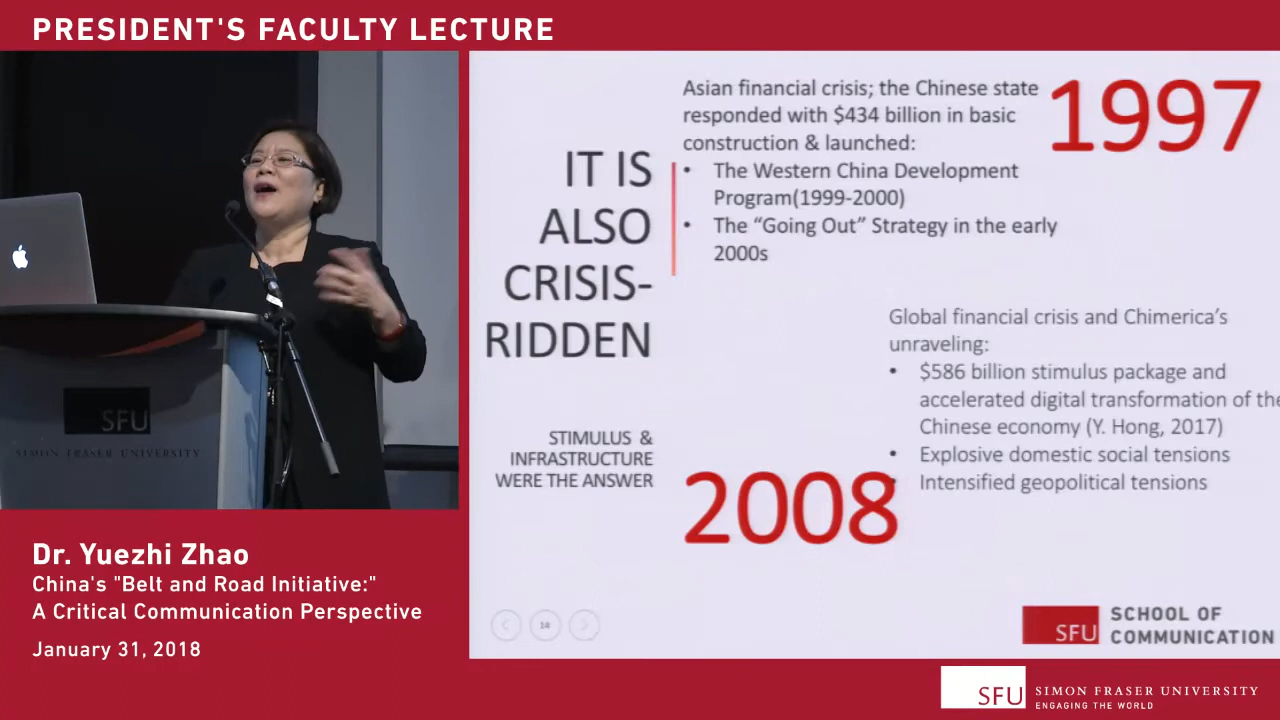 PRESIDENT'S FACULTY LECTURE
SFU
SIMON FRASER UNIVERSITY
Dr. Yuezhi Zhao
China's "Belt and Road Initiative:"
A Critical Communication Perspective
January 31, 2018
IT IS
ALSO
CRISIS-
RIDDEN
STIMULUS &
INFRASTRUCTURE
WERE THE ANSWER
Asian financial crisis; the Chinese state
responded with $434 billion in basic
construction & launched:
• The Western China Development
Program(1999-2000)
• The “Going Out” Strategy in the early
2000s
1997
Global financial crisis and Chimerica’s
unraveling:
• $586 billion stimulus package and
accelerated digital transformation of the
Chinese economy (Y. Hong, 2017)
• Explosive domestic social tensions
• Intensified geopolitical tensions
2008
SFU
SCHOOL OF
COMMUNICATION
SFU
SIMON FRASER UNIVERSITY
ENGAGING THE WORLD